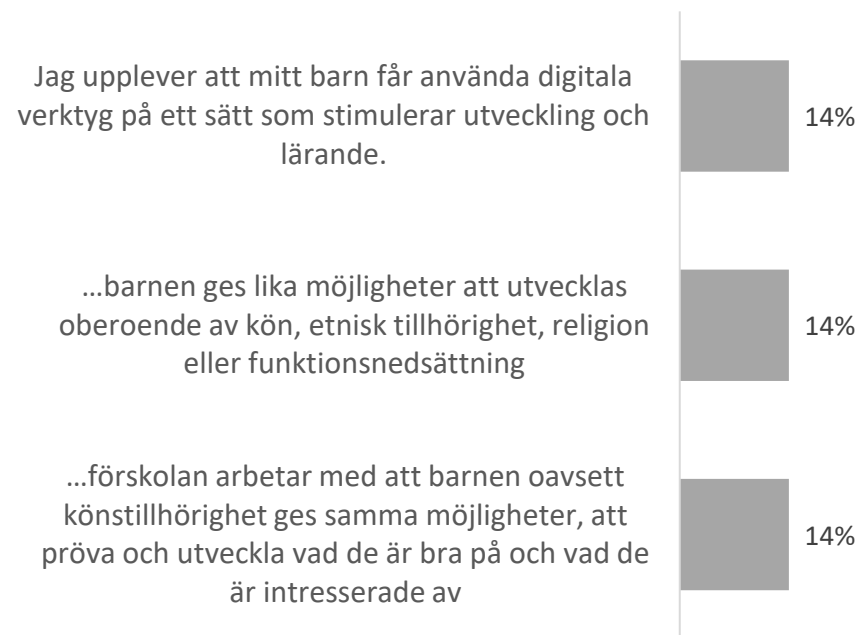 Jag upplever att mitt barn får använda digitala
verktyg på ett sätt som stimulerar utveckling och
lärande.
14%
...barnen ges lika möjligheter att utvecklas
oberoende av kön, etnisk tillhörighet, religion
eller funktionsnedsättning
14%
...förskolan arbetar med att barnen oavsett
könstillhörighet ges samma möjligheter, att
pröva och utveckla vad de är bra på och vad de
är intresserade av
14%